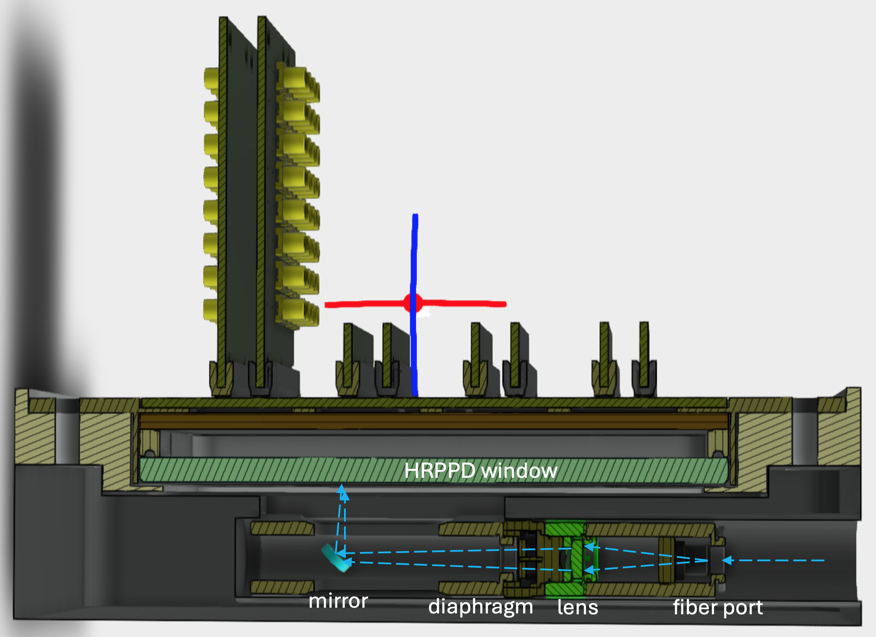 HRPPD window
mirror
diaphragm
lens
fiber port